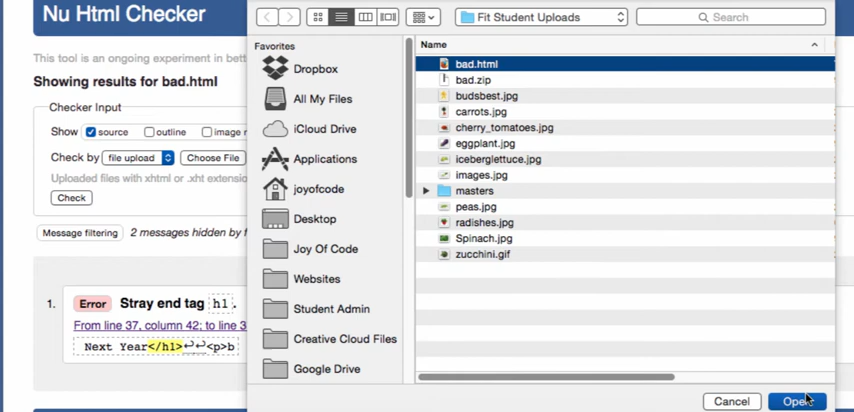 Nu Html Checker
This tool is an ongoing experiment in bett
Showing results for bad.html
Checker Input
Show source outline image r
Check by file upload Choose File
Uploaded files with xhtml or .xht extensio
Check
Message filtering 2 messages hidden by f
1. Error Stray end tag h1.
From line 37, column 42; to line 3
Next Year</h1>↩↩<p>b
Fit Student Uploads
Search
Favorites
Dropbox
All My Files
iCloud Drive
Applications
joyofcode
Desktop
Joy Of Code
Websites
Student Admin
Creative Cloud Files
Google Drive
Name
bad.html
bad.zip
budsbest.jpg
carrots.jpg
cherry_tomatoes.jpg
eggplant.jpg
iceberglettuce.jpg
images.jpg
masters
peas.jpg
radishes.jpg
Spinach.jpg
zucchini.gif
Cancel
Open